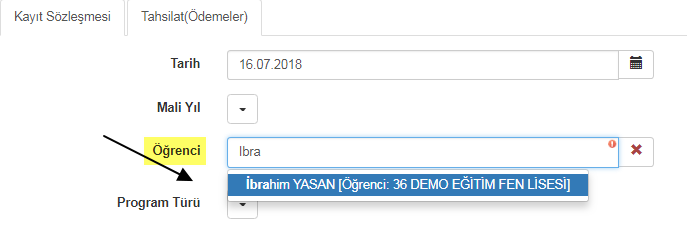 Kayıt Sözleşmesi
Tahsilat(Ödemeler)
Tarih
16.07.2018
Mali Yıl
Öğrenci
Ibra
İbrahim YASAN [Öğrenci: 36 DEMO EĞİTİM FEN LİSESİ]
Program Türü